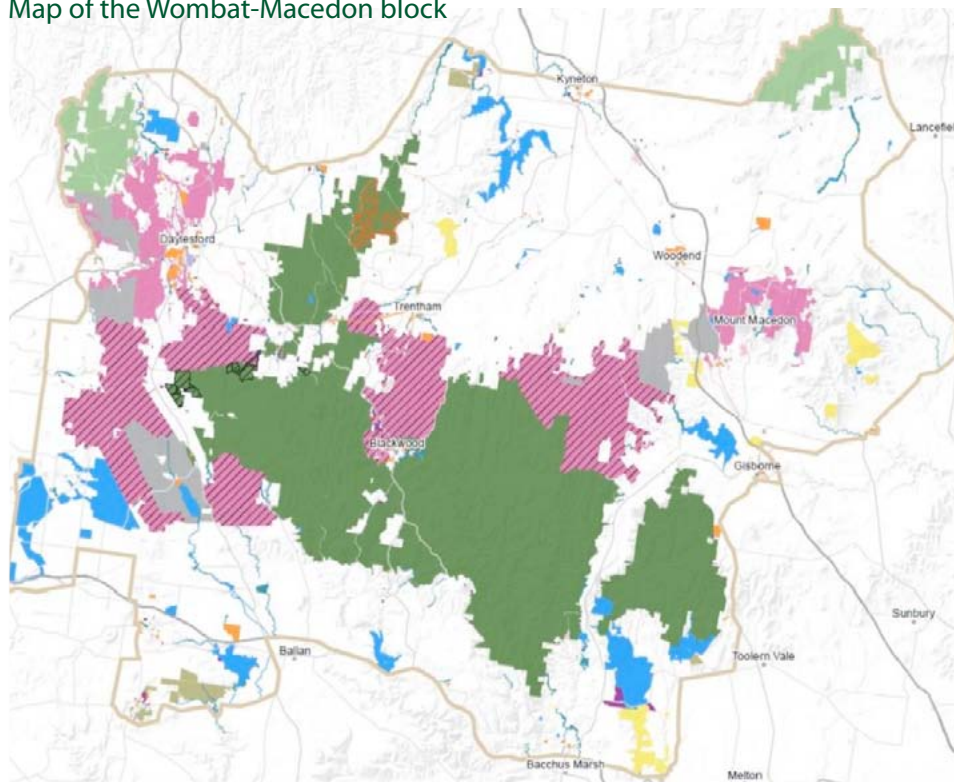 Map of the Wombat-Macedon block
Kyneton
Lancefiel
Daylesford
Woodend
Trentham
Mount Macedon
Blackwood
Gisborne
Sunbury
Ballan
Toolern Vale
Bacchus Marsh
Melton